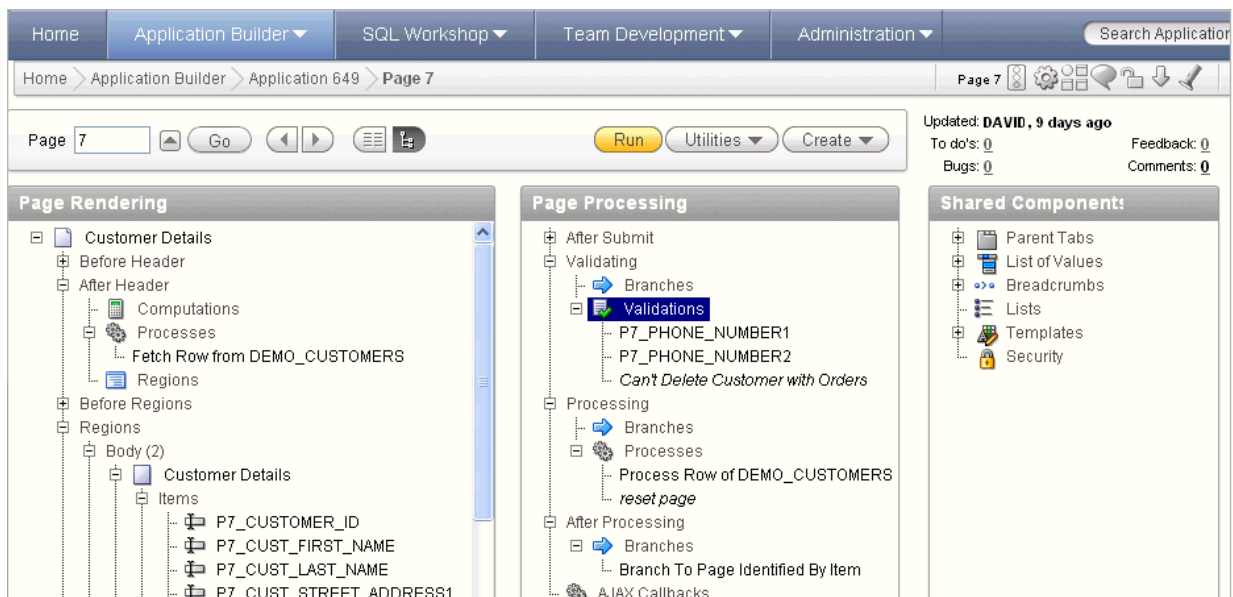 Home Application Builder SQL Workshop Team Development Administration Search Application
Home Application Builder Application 649 Page 7 Page 7
Page 7 Go Run Utilities Create
Updated: DAVID, 9 days ago
To do's: 0 Feedback: 0
Bugs: 0 Comments: 0
Page Rendering
Customer Details
Before Header
After Header
Computations
Processes
Fetch Row from DEMO_CUSTOMERS
Regions
Before Regions
Regions
Body (2)
Customer Details
Items
P7_CUSTOMER_ID
P7_CUST_FIRST_NAME
P7_CUST_LAST_NAME
P7_CUST_STREET_ADDRESS1
Page Processing
After Submit
Validating
Branches
Validations
P7_PHONE_NUMBER1
P7_PHONE_NUMBER2
Can't Delete Customer with Orders
Processing
Branches
Processes
Process Row of DEMO_CUSTOMERS
reset page
After Processing
Branches
Branch To Page Identified By Item
AJAX Callbacks
Shared Components
Parent Tabs
List of Values
Breadcrumbs
Lists
Templates
Security